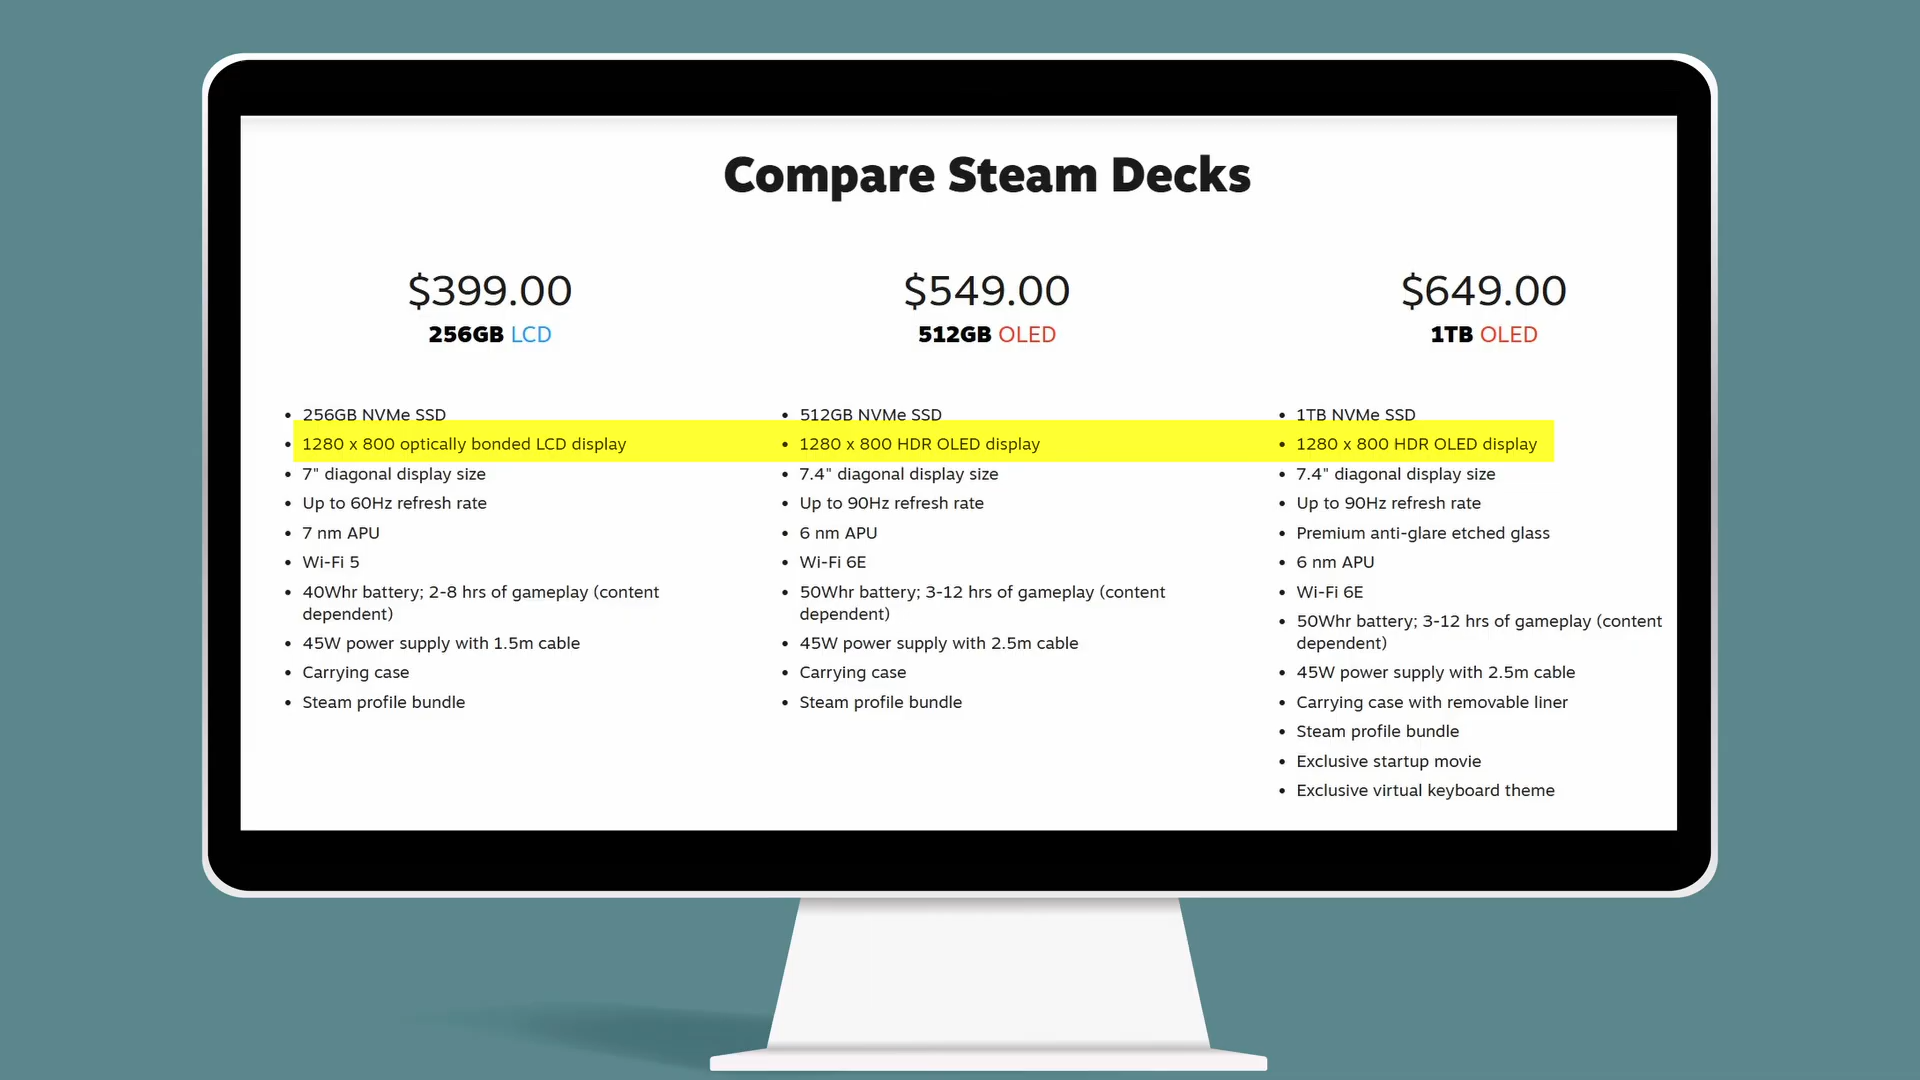 Compare Steam Decks
$399.00
256GB LCD
• 256GB NVMe SSD
• 1280 x 800 optically bonded LCD display
• 7" diagonal display size
• Up to 60Hz refresh rate
• 7 nm APU
• Wi-Fi 5
• 40Whr battery; 2-8 hrs of gameplay (content
dependent)
• 45W power supply with 1.5m cable
• Carrying case
• Steam profile bundle
$549.00
512GB OLED
• 512GB NVMe SSD
• 1280 x 800 HDR OLED display
• 7.4" diagonal display size
• Up to 90Hz refresh rate
• 6 nm APU
• Wi-Fi 6E
• 50Whr battery; 3-12 hrs of gameplay (content
dependent)
• 45W power supply with 2.5m cable
• Carrying case
• Steam profile bundle
$649.00
1TB OLED
• 1TB NVMe SSD
• 1280 x 800 HDR OLED display
• 7.4" diagonal display size
• Up to 90Hz refresh rate
• Premium anti-glare etched glass
• 6 nm APU
• Wi-Fi 6E
• 50Whr battery; 3-12 hrs of gameplay (content
dependent)
• 45W power supply with 2.5m cable
• Carrying case with removable liner
• Steam profile bundle
• Exclusive startup movie
• Exclusive virtual keyboard theme